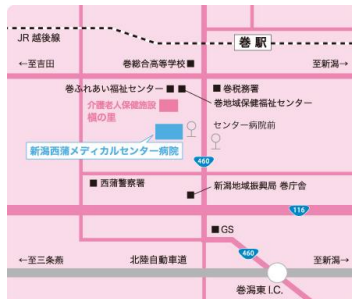 JR 越後線
巻 駅
←至吉田
巻総合高等学校■
至新潟→
巻ふれあい福祉センター■ ■
■巻税務署
巻地域保健福祉センター
介護老人保健施設
槇の里
センター病院前
新潟西蒲メディカルセンター病院
460
■西蒲警察署
新潟地域振興局 巻庁舎
116
■GS
460
←至三条燕
北陸自動車道
至新潟→
巻潟東I.C.